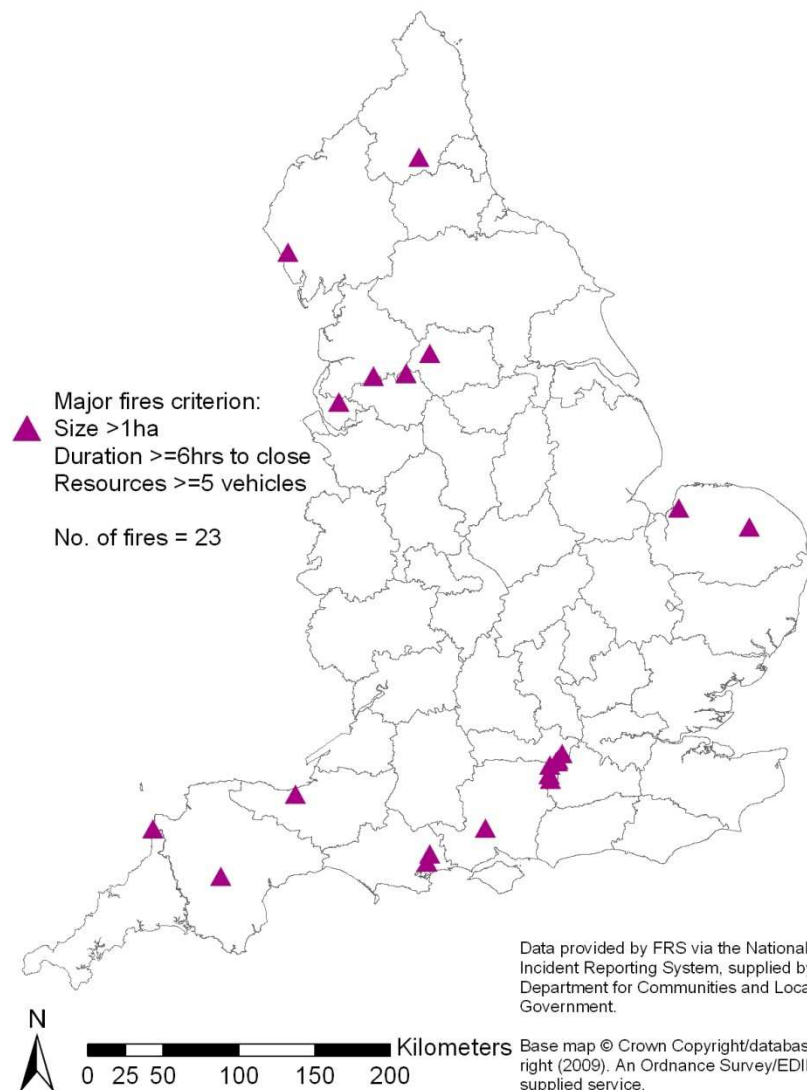 Major fires criterion:
Size >1ha
Duration >=6hrs to close
Resources >=5 vehicles
No. of fires = 23
Data provided by FRS via the National
Incident Reporting System, supplied b
Department for Communities and Loca
Government.
N
Kilometers
0 25 50 100 150 200
Base map © Crown Copyright/databas
right (2009). An Ordnance Survey/EDI
supplied service.